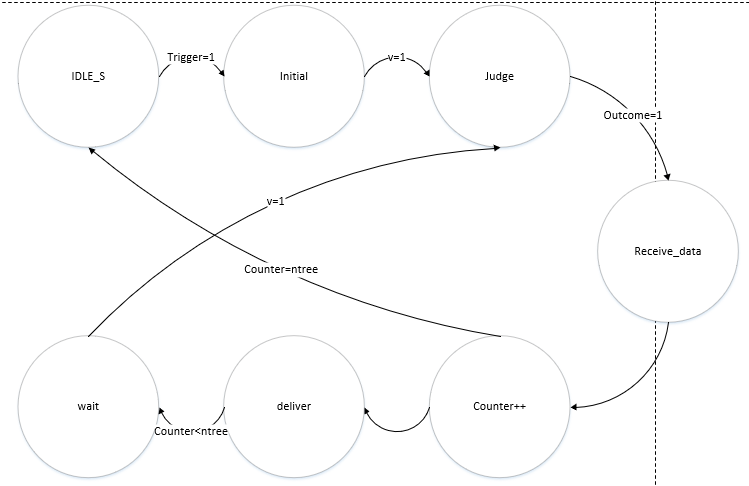 IDLE_S
Trigger=1
Initial
v=1
Judge
Outcome=1
Receive_data
v=1
Counter=ntree
wait
Counter<ntree
deliver
Counter++